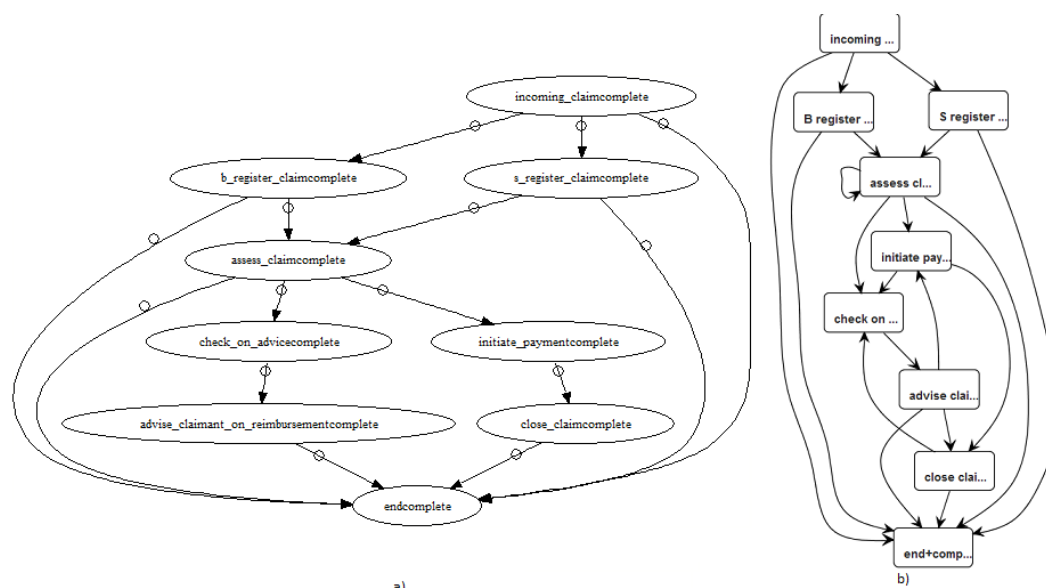 incoming_claimcomplete
b_register_claimcomplete
s_register_claimcomplete
assess_claimcomplete
check_on_advicecomplete
initiate_paymentcomplete
advise_claimant_on_reimbursementcomplete
close_claimcomplete
endcomplete
a)
incoming ...
B register ...
S register ...
assess cl...
initiate pay...
check on ...
advise clai...
close clai...
end+comp...
b)